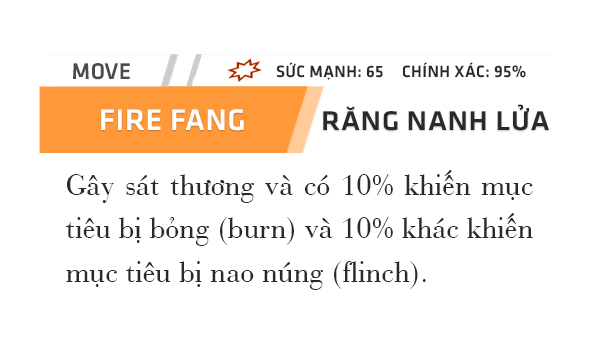 MOVE SỨC MẠNH: 65 CHÍNH XÁC: 95%
FIRE FANG RĂNG NANH LỬA
Gây sát thương và có 10% khiến mục
tiêu bị bỏng (burn) và 10% khác khiến
mục tiêu bị nao núng (flinch).